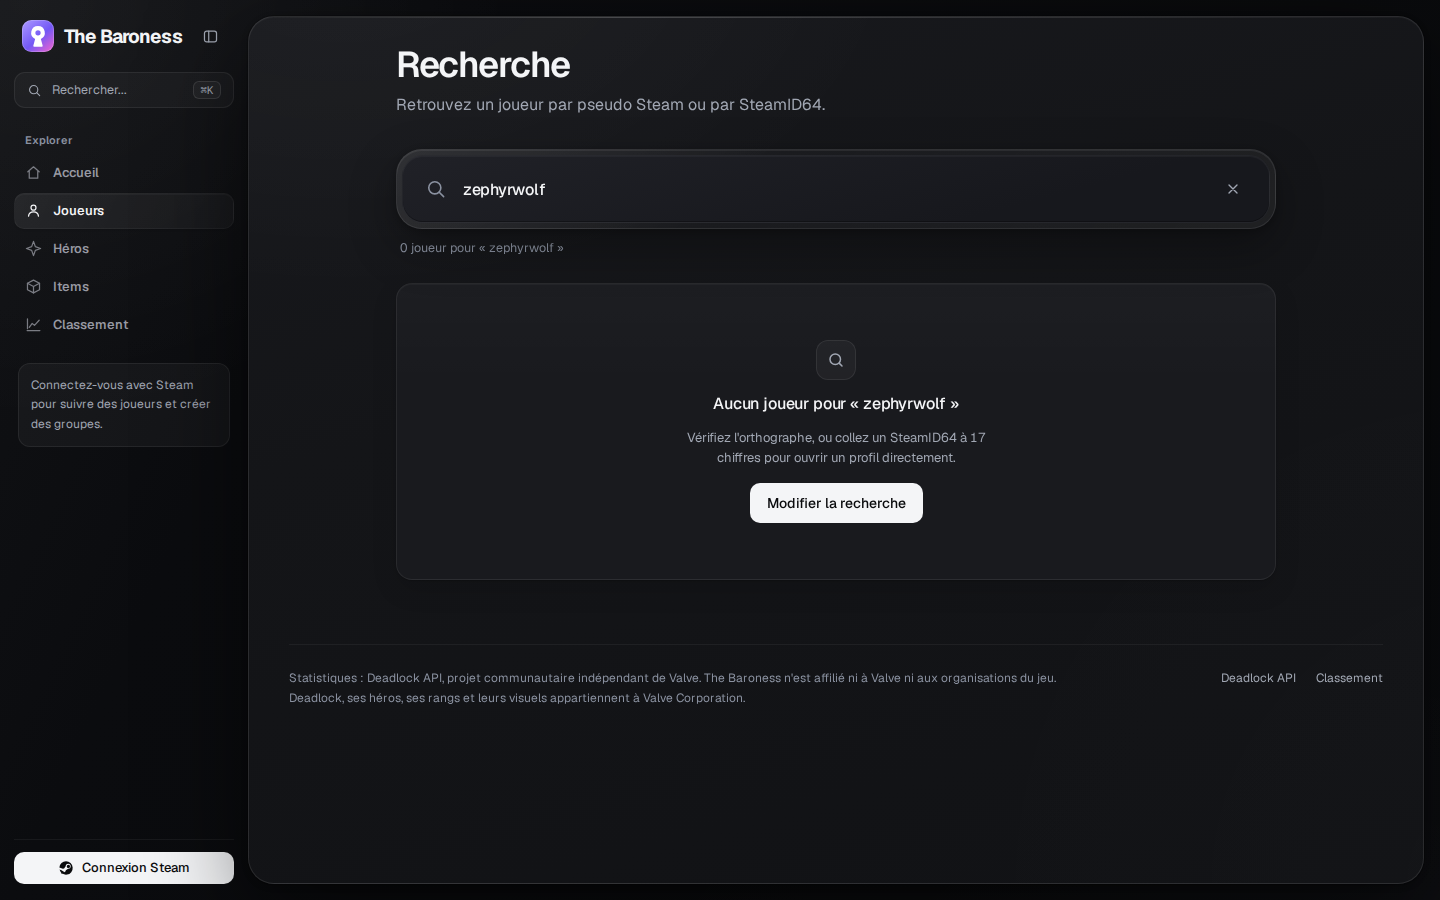 The Baroness
Rechercher...
⌘K
Explorer
Accueil
Joueurs
Héros
Items
Classement
Connectez-vous avec Steam
pour suivre des joueurs et créer
des groupes.
Connexion Steam
Recherche
Retrouvez un joueur par pseudo Steam ou par SteamID64.
zephyrwolf
0 joueur pour « zephyrwolf »
Aucun joueur pour « zephyrwolf »
Vérifiez l'orthographe, ou collez un SteamID64 à 17
chiffres pour ouvrir un profil directement.
Modifier la recherche
Statistiques : Deadlock API, projet communautaire indépendant de Valve. The Baroness n'est affilié ni à Valve ni aux organisations du jeu.
Deadlock, ses héros, ses rangs et leurs visuels appartiennent à Valve Corporation.
Deadlock API
Classement